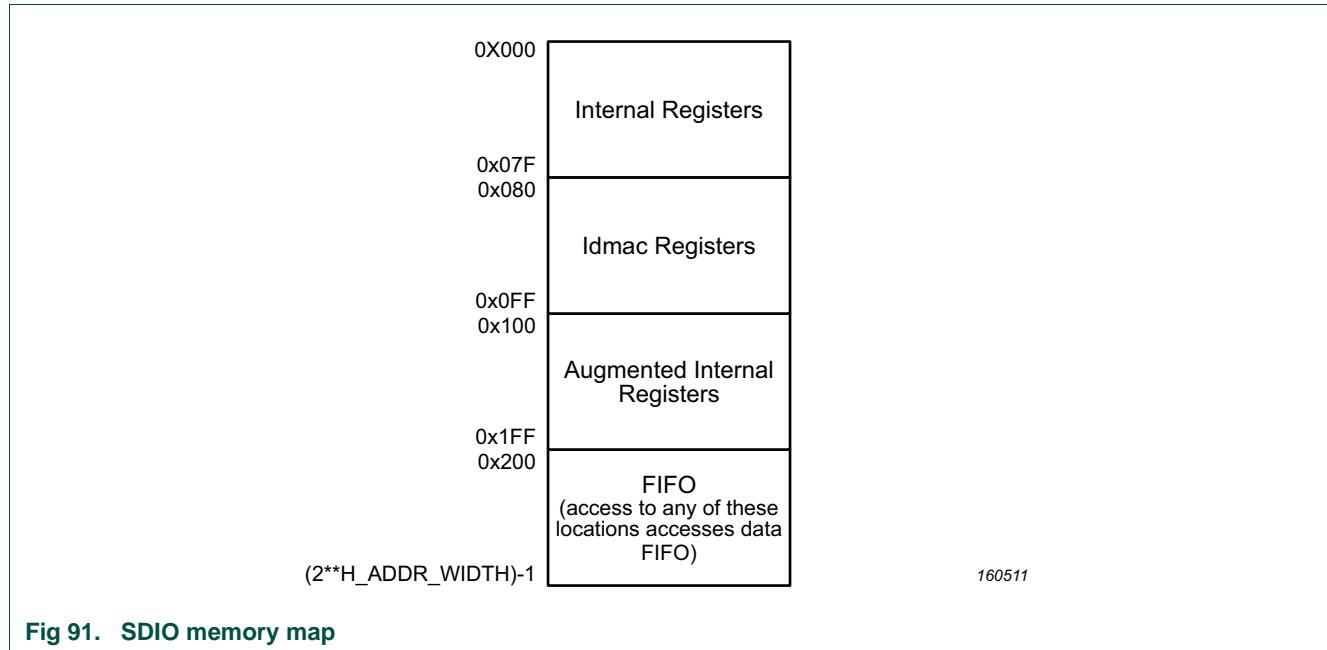 0X000
Internal Registers
0x07F
0x080
Idmac Registers
0x0FF
0x100
Augmented Internal
Registers
0x1FF
0x200
FIFO
(access to any of these
locations accesses data
FIFO)
(2**H_ADDR_WIDTH)-1
160511
Fig 91. SDIO memory map